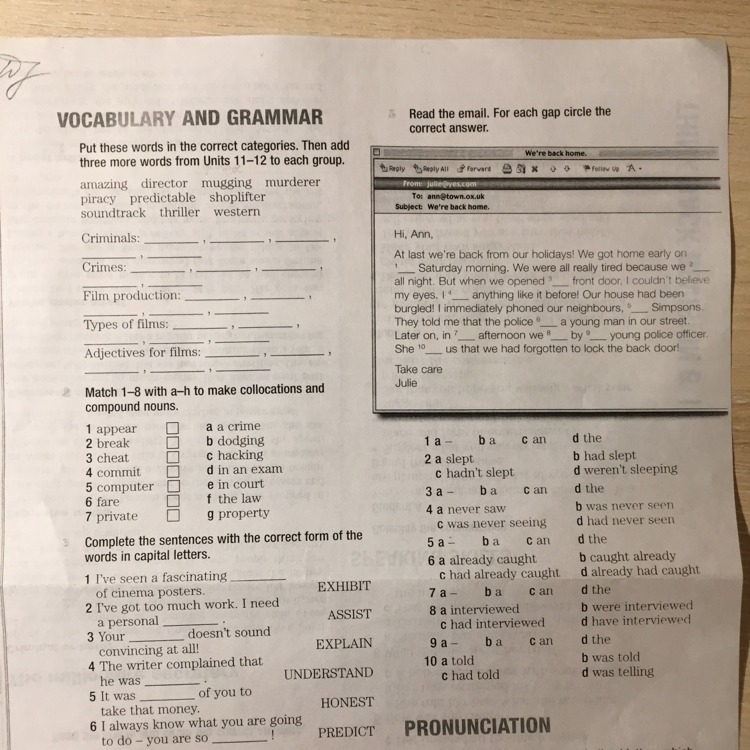 VOCABULARY AND GRAMMAR
Put these words in the correct categories. Then add
three more words from Units 11–12 to each group.
amazing director mugging murderer
piracy predictable shoplifter
soundtrack thriller western
Criminals: ________ , ________ , ________ ,
________ , ________
Crimes: ________ , ________ , ________ ,
________ , ________
Film production: ________ , ________ ,
________ , ________ , ________
Types of films: ________ , ________ ,
________ , ________ , ________
Adjectives for films: ________ , ________ ,
________ , ________ , ________
2 Match 1–8 with a–h to make collocations and
compound nouns.
1 appear
2 break
3 cheat
4 commit
5 computer
6 fare
7 private
a a crime
b dodging
c hacking
d in an exam
e in court
f the law
g property
3 Complete the sentences with the correct form of the
words in capital letters.
1 I've seen a fascinating ________
of cinema posters. EXHIBIT
2 I've got too much work. I need
a personal ________ . ASSIST
3 Your ________ doesn't sound
convincing at all! EXPLAIN
4 The writer complained that
he was ________ . UNDERSTAND
5 It was ________ of you to
take that money. HONEST
6 I always know what you are going
to do – you are so ________ ! PREDICT
Read the email. For each gap circle the
correct answer.
We're back home.
Reply Reply All Forward Follow Up A
From: julie@yes.com
To: ann@town.ox.uk
Subject: We're back home.
Hi, Ann,
At last we're back from our holidays! We got home early on
1___ Saturday morning. We were all really tired because we 2___
all night. But when we opened 3___ front door, I couldn't believe
my eyes. I 4___ anything like it before! Our house had been
burgled! I immediately phoned our neighbours, 5___ Simpsons.
They told me that the police 6___ a young man in our street.
Later on, in 7___ afternoon we 8___ by 9___ young police officer.
She 10___ us that we had forgotten to lock the back door!
Take care
Julie
1 a – b a c an d the
2 a slept b had slept
c hadn't slept d weren't sleeping
3 a – b a c an d the
4 a never saw b was never seen
c was never seeing d had never seen
5 a – b a c an d the
6 a already caught b caught already
c had already caught d already had caught
7 a – b a c an d the
8 a interviewed b were interviewed
c had interviewed d have interviewed
9 a – b a c an d the
10 a told b was told
c had told d was telling
PRONUNCIATION